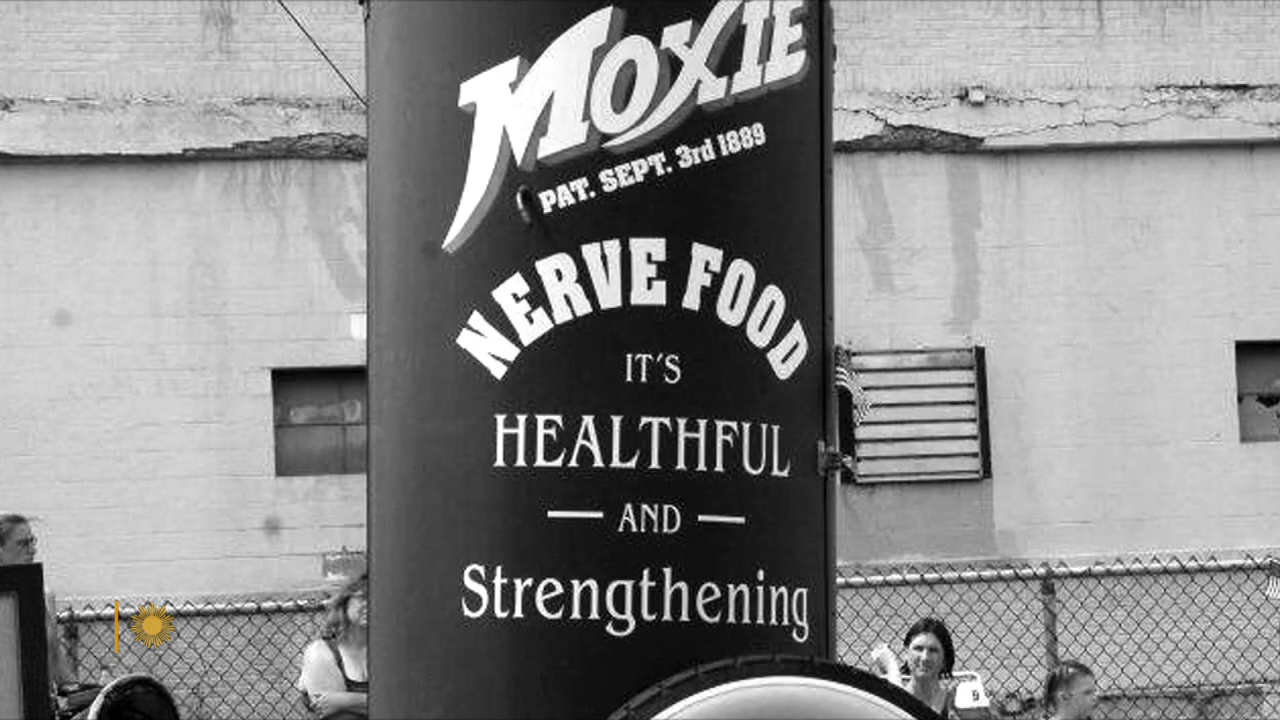 MOXIE
PAT. SEPT. 3rd 1889
NERVE FOOD
IT'S
HEALTHFUL
AND
Strengthening